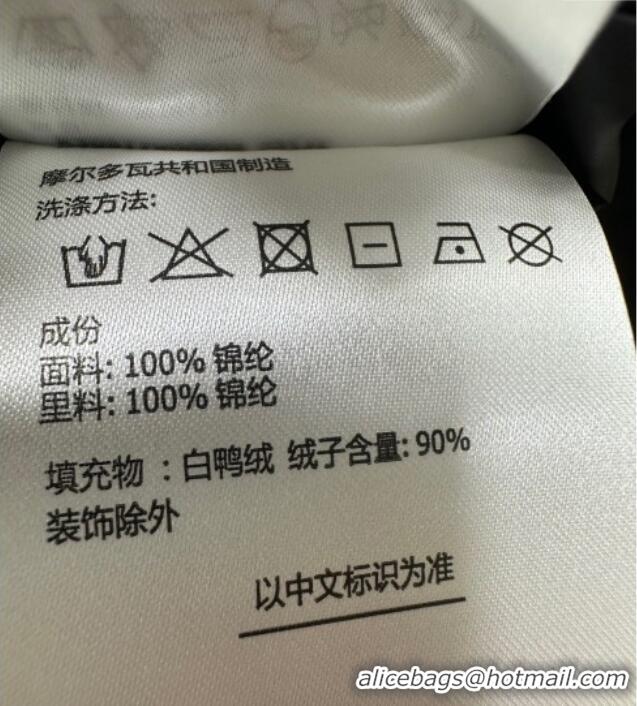 摩尔多瓦共和国制造
洗涤方法:
成份
面料: 100% 锦纶
里料: 100% 锦纶
填充物 : 白鸭绒 绒子含量: 90%
装饰除外
以中文标识为准
alicebags@hotmail.com